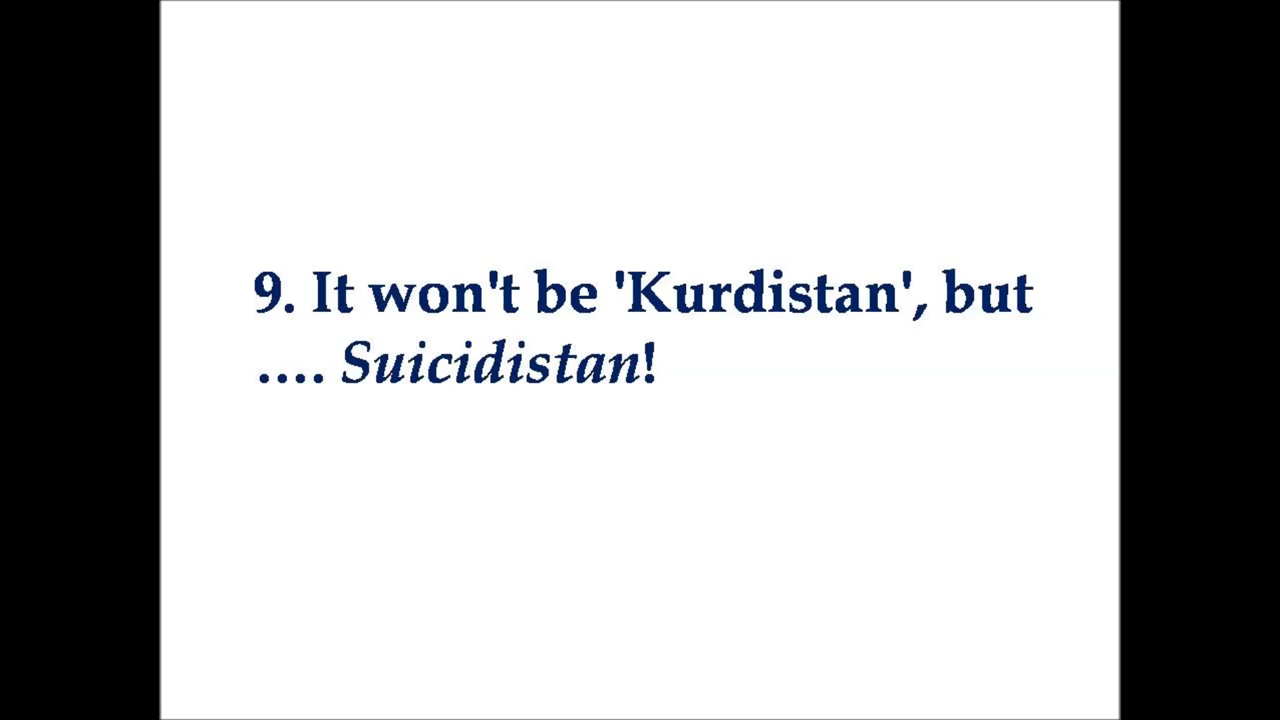 9. It won't be 'Kurdistan', but
.... Suicidistan!